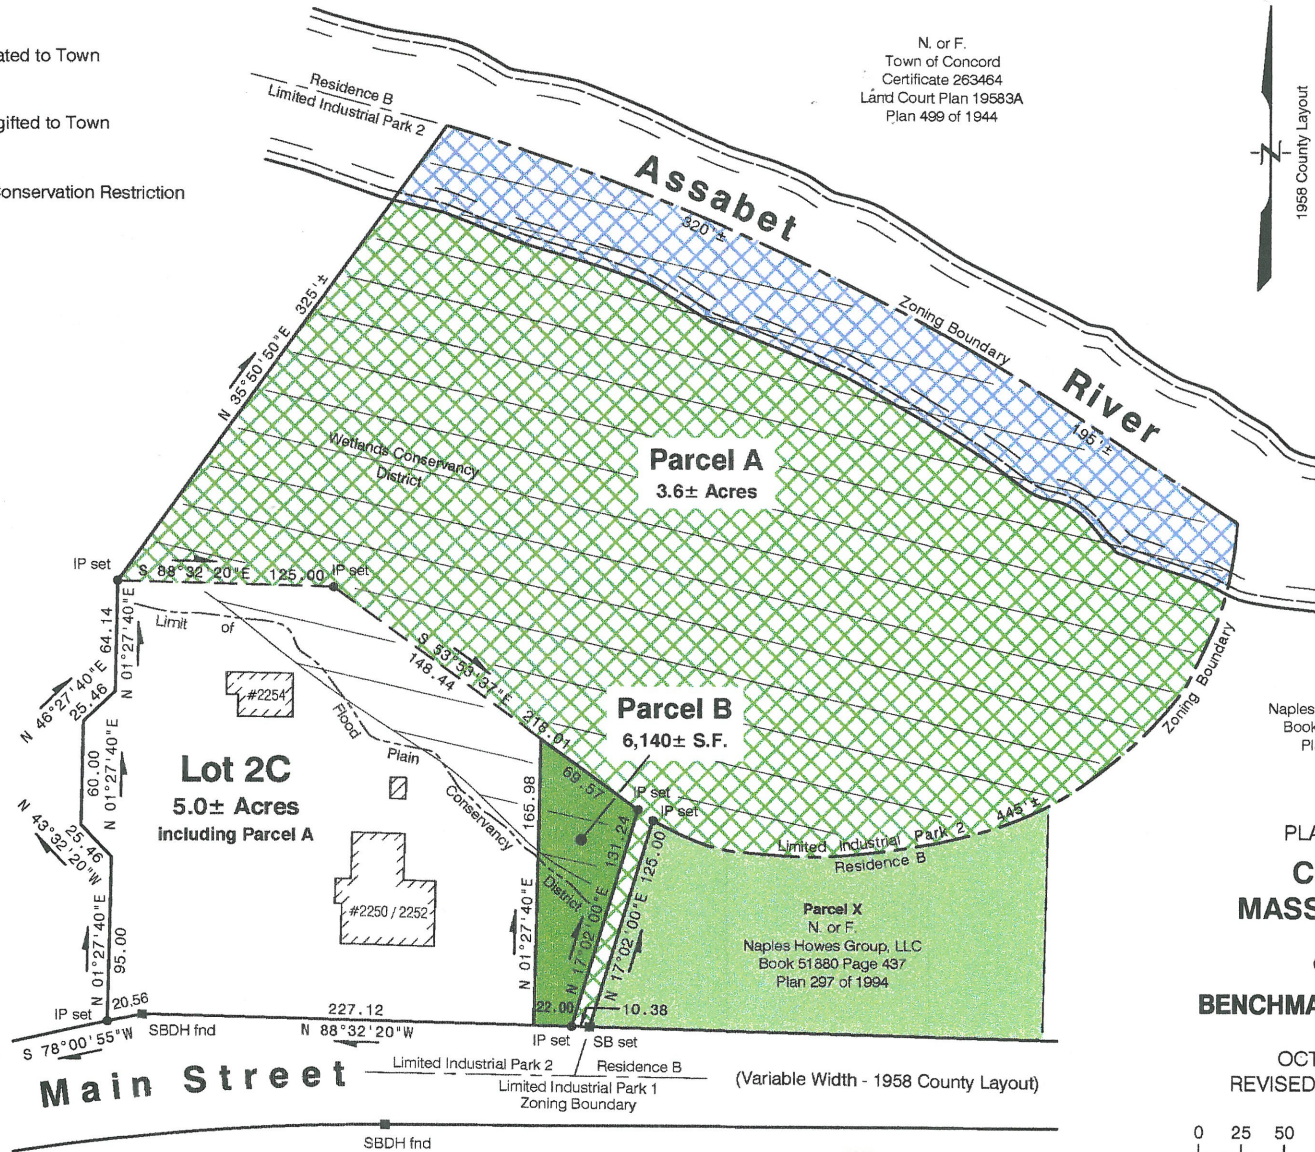 ated to Town
gifted to Town
Conservation Restriction
N. or F.
Town of Concord
Certificate 263464
Land Court Plan 19583A
Plan 499 of 1944
1958 County Layout
Residence B
Limited Industrial Park 2
Assabet
River
320'±
Zoning Boundary
195'±
N 35°50'50"E 325'±
Wetlands Conservancy
District
Parcel A
3.6± Acres
IP set
S 88°32'20"E 125.00
IP set
64.14
N 01°27'40"E
Limit of
Flood
Plain
Conservancy
District
S 53°53'37"E
148.44
218.01
69.57
N 46°27'40"E
25.46
#2254
60.00
N 01°27'40"E
Lot 2C
5.0± Acres
including Parcel A
Parcel B
6,140± S.F.
IP set
IP set
165.98
N 01°27'40"E
131.24
N 17°02'00"E
125.00
N 17°02'00"E
Limited Industrial Park 2
Residence B
445'±
Zoning Boundary
25.46
N 43°32'20"W
#2250 / 2252
Parcel X
N. or F.
Naples Howes Group, LLC
Book 51880 Page 437
Plan 297 of 1994
N 01°27'40"E
95.00
IP set
20.56
SBDH fnd
227.12
N 88°32'20"W
22.00
10.38
IP set
SB set
S 78°00'55"W
Main Street
Limited Industrial Park 2
Residence B
Limited Industrial Park 1
Zoning Boundary
(Variable Width - 1958 County Layout)
SBDH fnd
Naples
Book
Pl
PLA
C
MASS
BENCHMA
OCT
REVISED
0 25 50